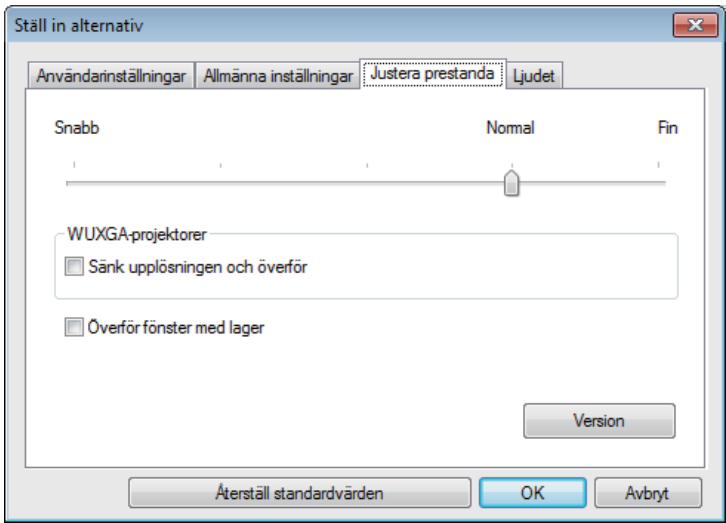 Ställ in alternativ
Användarinställningar Allmänna inställningar Justera prestanda Ljudet
Snabb Normal Fin
WUXGA-projektorer
Sänk upplösningen och överför
Överför fönster med lager
Version
Återställ standardvärden OK Avbryt